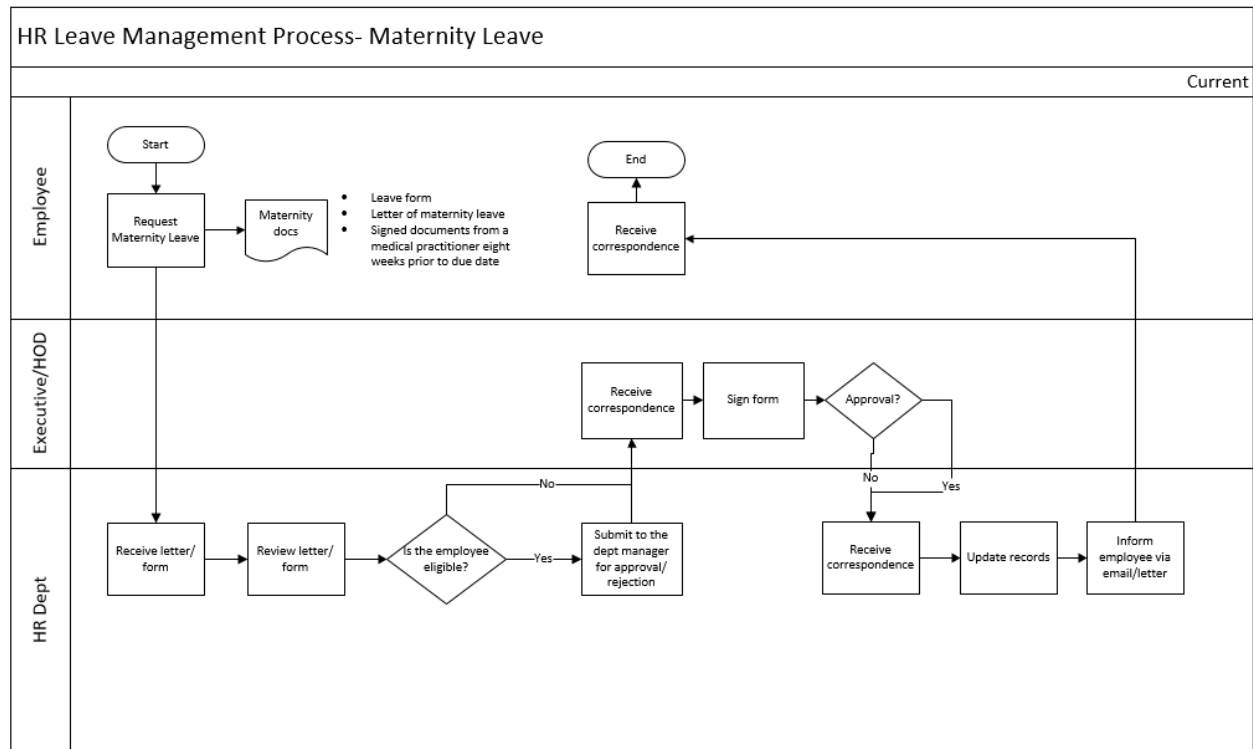 HR Leave Management Process- Maternity Leave
Current
Employee
Start
Request
Maternity Leave
Maternity
docs
• Leave form
• Letter of maternity leave
• Signed documents from a
medical practitioner eight
weeks prior to due date
End
Receive
correspondence
Executive/HOD
Receive
correspondence
Sign form
Approval?
No
Yes
HR Dept
Receive letter/
form
Review letter/
form
Is the employee
eligible?
No
Yes
Submit to the
dept manager
for approval/
rejection
Receive
correspondence
Update records
Inform
employee via
email/letter